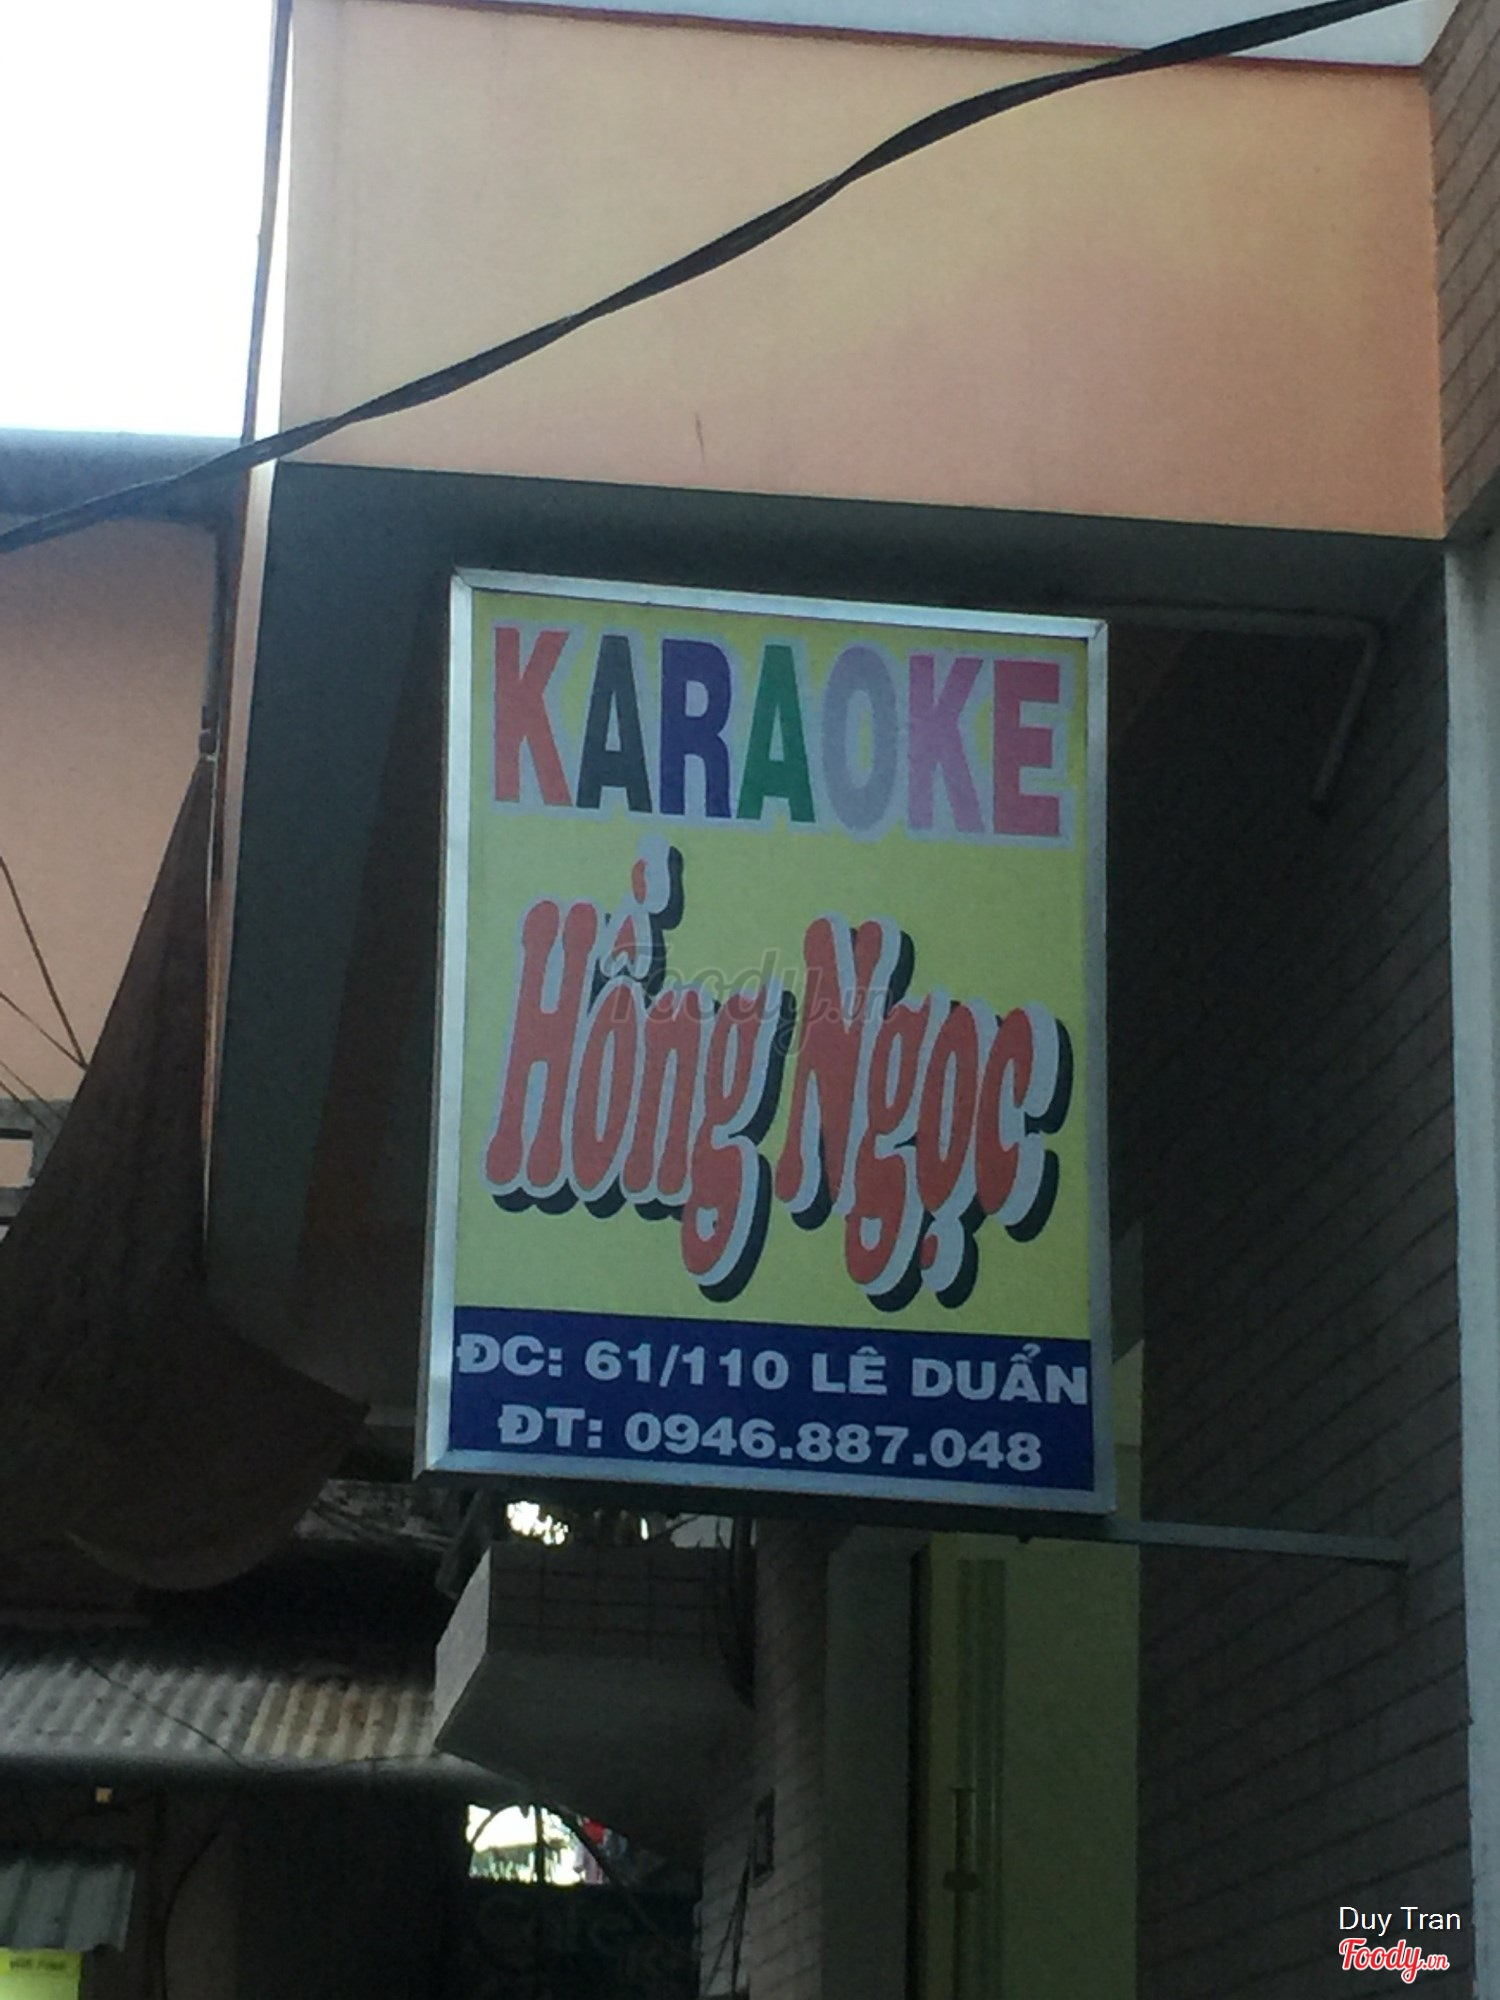 KARAOKE
Hồng Ngọc
ĐC: 61/110 LÊ DUẨN
ĐT: 0946.887.048
Foody.vn
Duy Tran
Foody.vn